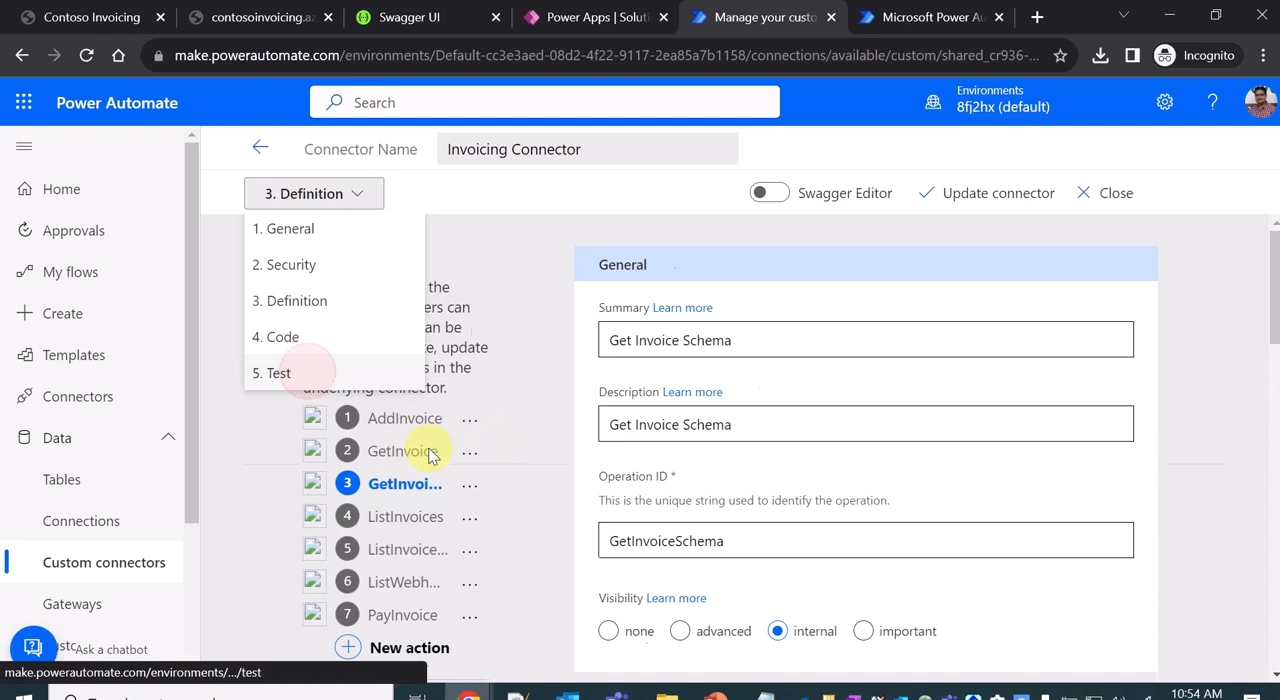 Contoso Invoicing
contosoinvoicing.az
Swagger UI
Power Apps | Soluti
Manage your custo
Microsoft Power Au
make.powerautomate.com/environments/Default-cc3e3aed-08d2-4f22-9117-2ea85a7b1158/connections/available/custom/shared_cr936-...
Incognito
Power Automate
Search
Environments
8fj2hx (default)
Connector Name
Invoicing Connector
3. Definition
Swagger Editor
Update connector
Close
Home
Approvals
My flows
Create
Templates
Connectors
Data
Tables
Connections
Custom connectors
Gateways
Ask a chatbot
1. General
2. Security
3. Definition
4. Code
5. Test
the
ers can
an be
e, update
s in the
underlying connector.
1 AddInvoice ...
2 GetInvoice ...
3 GetInvoi... ...
4 ListInvoices ...
5 ListInvoice... ...
6 ListWebh... ...
7 PayInvoice ...
New action
General
Summary Learn more
Get Invoice Schema
Description Learn more
Get Invoice Schema
Operation ID *
This is the unique string used to identify the operation.
GetInvoiceSchema
Visibility Learn more
none
advanced
internal
important
make.powerautomate.com/environments/.../test
10:54 AM